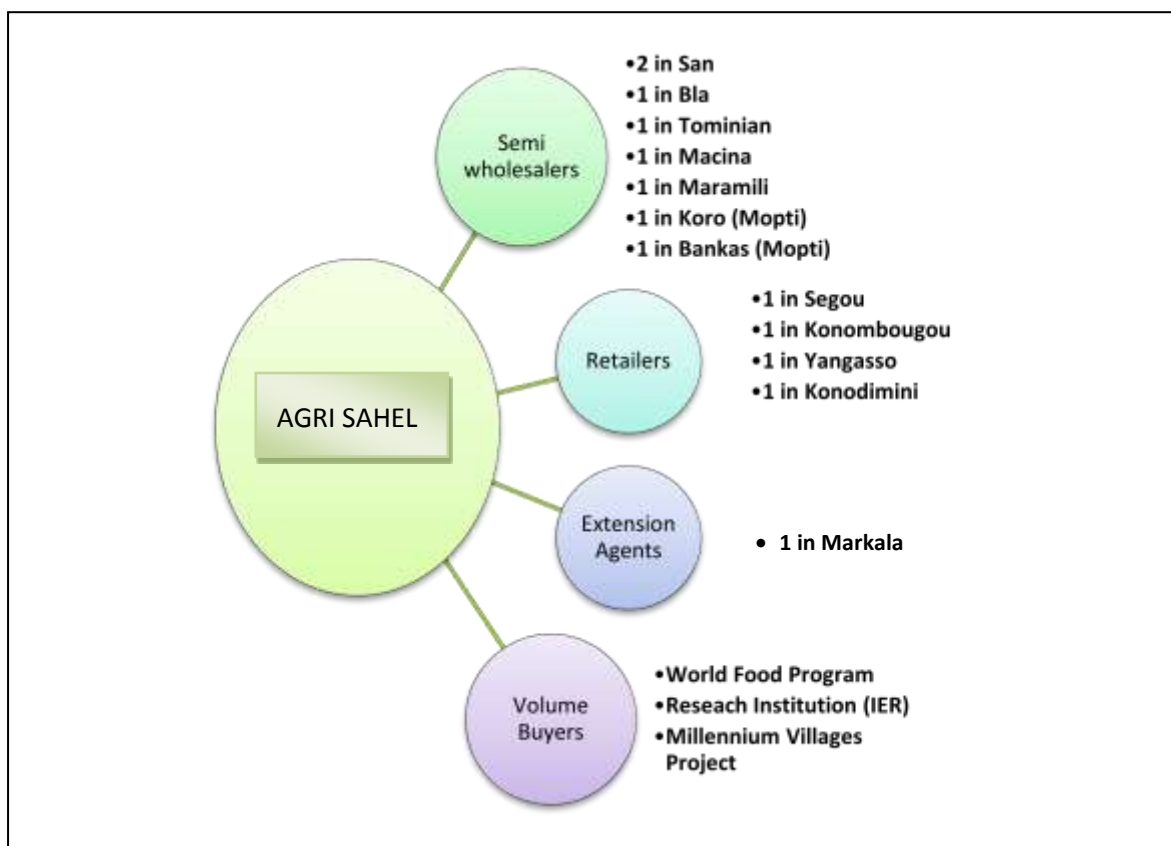 •2 in San
•1 in Bla
•1 in Tominian
•1 in Macina
•1 in Maramili
•1 in Koro (Mopti)
•1 in Bankas (Mopti)
Semi
wholesalers
•1 in Segou
•1 in Konombougou
•1 in Yangasso
•1 in Konodimini
Retailers
AGRI SAHEL
Extension
Agents
• 1 in Markala
Volume
Buyers
•World Food Program
•Reseach Institution (IER)
•Millennium Villages
Project